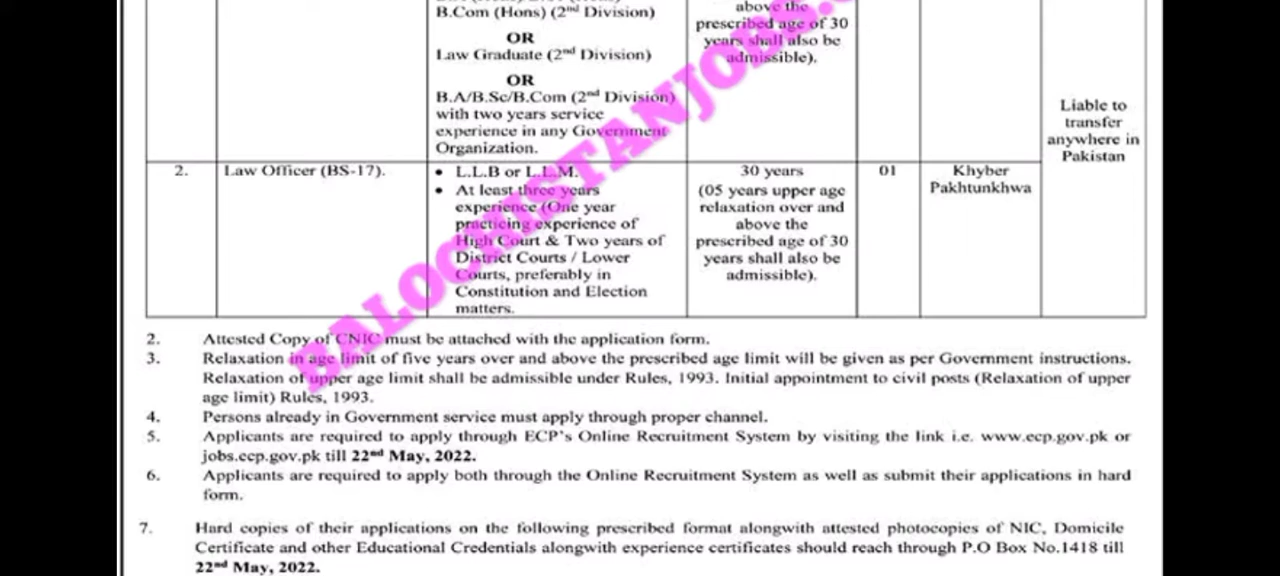 B.Com (Hons) (2nd Division)
OR
Law Graduate (2nd Division)
OR
B.A/B.Sc/B.Com (2nd Division)
with two years service
experience in any Government
Organization.
above the
prescribed age of 30
years shall also be
admissible).
Liable to
transfer
anywhere in
Pakistan
2.
Law Officer (BS-17).
• L.L.B or L.L.M.
• At least three years
experience (One year
practicing experience of
High Court & Two years of
District Courts / Lower
Courts, preferably in
Constitution and Election
matters.
30 years
(05 years upper age
relaxation over and
above the
prescribed age of 30
years shall also be
admissible).
01
Khyber
Pakhtunkhwa
2. Attested Copy of CNIC must be attached with the application form.
3. Relaxation in age limit of five years over and above the prescribed age limit will be given as per Government instructions.
Relaxation of upper age limit shall be admissible under Rules, 1993. Initial appointment to civil posts (Relaxation of upper
age limit) Rules, 1993.
4. Persons already in Government service must apply through proper channel.
5. Applicants are required to apply through ECP's Online Recruitment System by visiting the link i.e. www.ecp.gov.pk or
jobs.ecp.gov.pk till 22nd May, 2022.
6. Applicants are required to apply both through the Online Recruitment System as well as submit their applications in hard
form.
7. Hard copies of their applications on the following prescribed format alongwith attested photocopies of NIC, Domicile
Certificate and other Educational Credentials alongwith experience certificates should reach through P.O Box No.1418 till
22nd May, 2022.
BALOCHISTANJOBS.